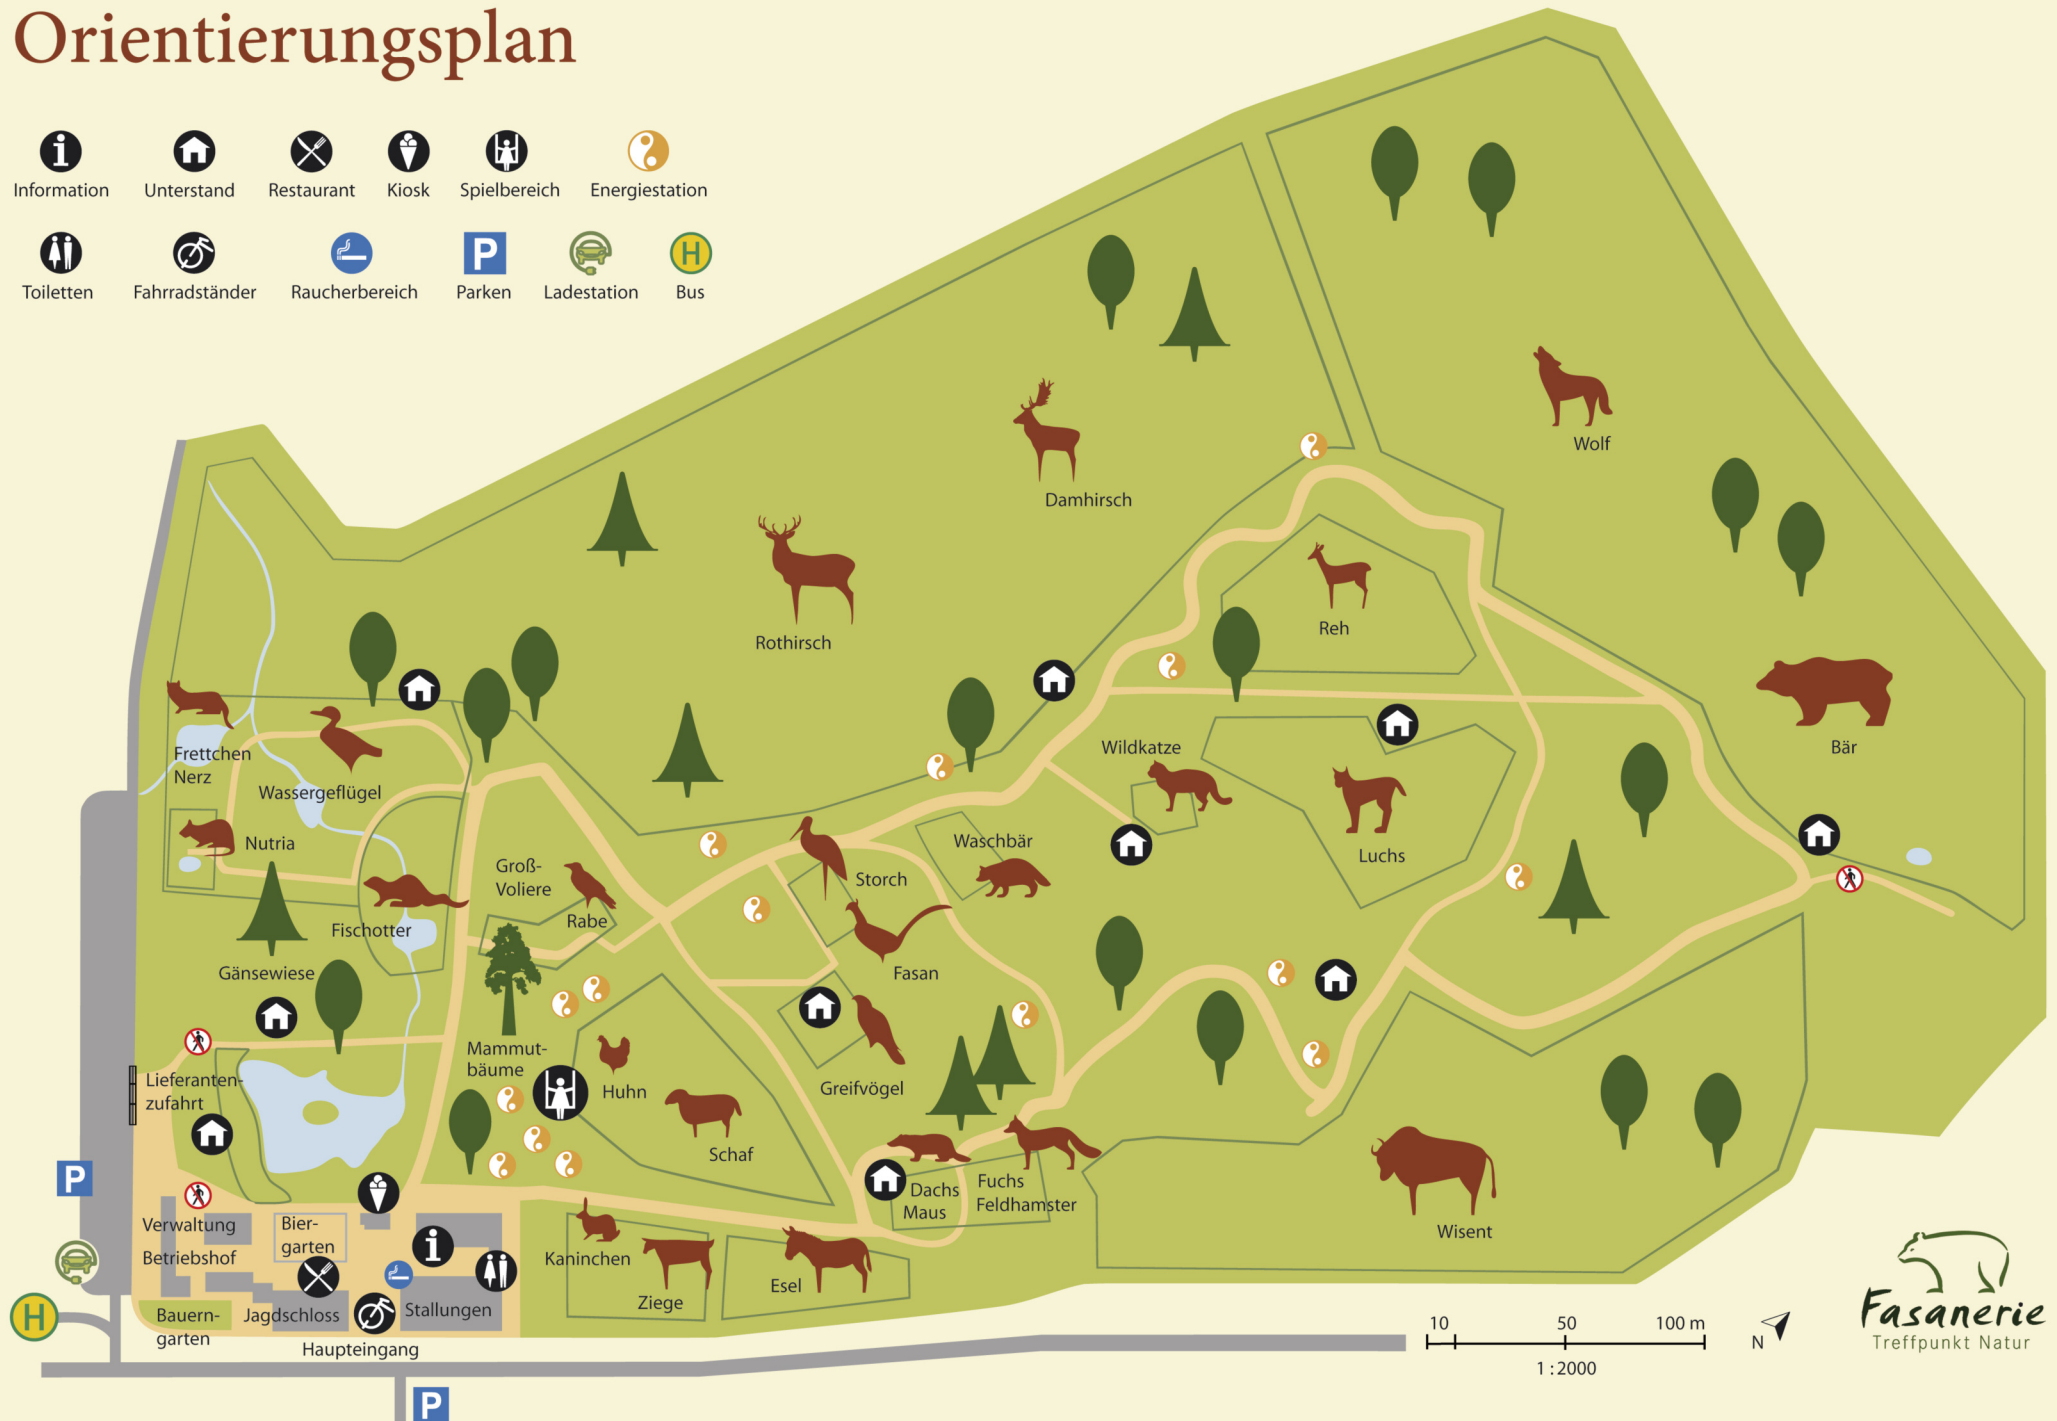 Orientierungsplan
Information
Unterstand
Restaurant
Kiosk
Spielbereich
Energiestation
Toiletten
Fahrradständer
Raucherbereich
P
Parken
Ladestation
H
Bus
Wolf
Damhirsch
Rothirsch
Reh
Bär
Frettchen
Nerz
Wassergeflügel
Wildkatze
Nutria
Groß-
Voliere
Rabe
Storch
Waschbär
Luchs
Fischotter
Gänsewiese
Fasan
Mammut-
bäume
Huhn
Greifvögel
Lieferanten-
zufahrt
Schaf
Dachs
Maus
Fuchs
Feldhamster
Wisent
P
Verwaltung
Betriebshof
Bier-
garten
Kaninchen
Ziege
Esel
H
Bauern-
garten
Jagdschloss
Stallungen
Haupteingang
P
10 50 100 m
1:2000
N
Fasanerie
Treffpunkt Natur